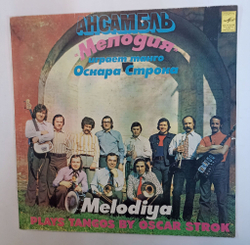 АНСАМБЛЬ
Мелодия
играет танго
Оскара Строка
Melodiya
PLAYS TANGOS BY OSCAR STROK